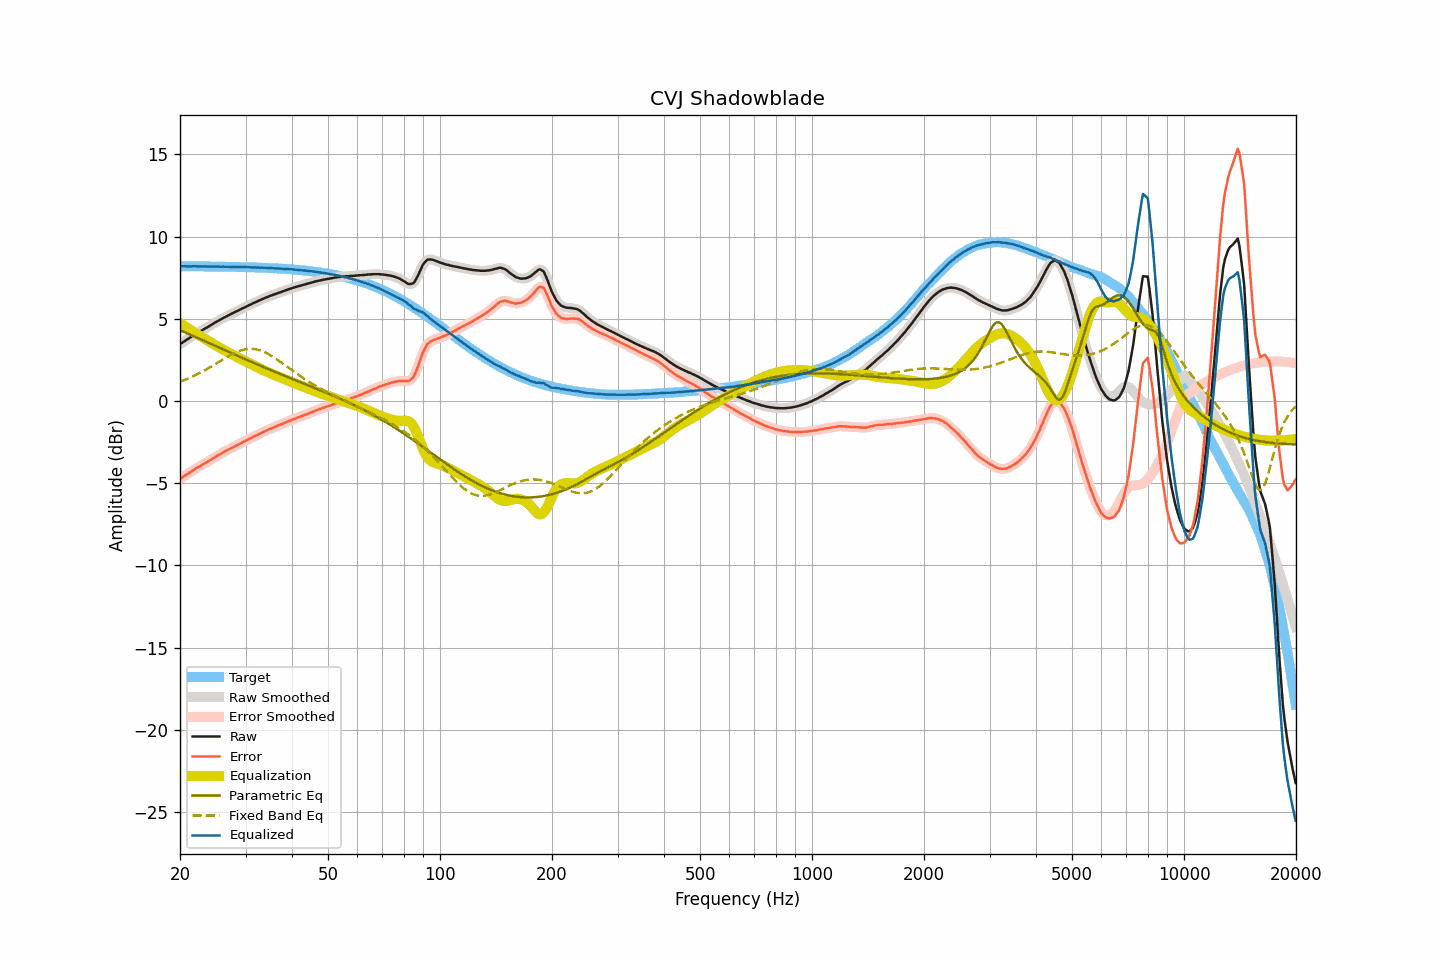 CVJ Shadowblade
Amplitude (dBr)
15
10
5
0
−5
−10
−15
−20
−25
Target
Raw Smoothed
Error Smoothed
Raw
Error
Equalization
Parametric Eq
Fixed Band Eq
Equalized
20 50 100 200 500 1000 2000 5000 10000 20000
Frequency (Hz)